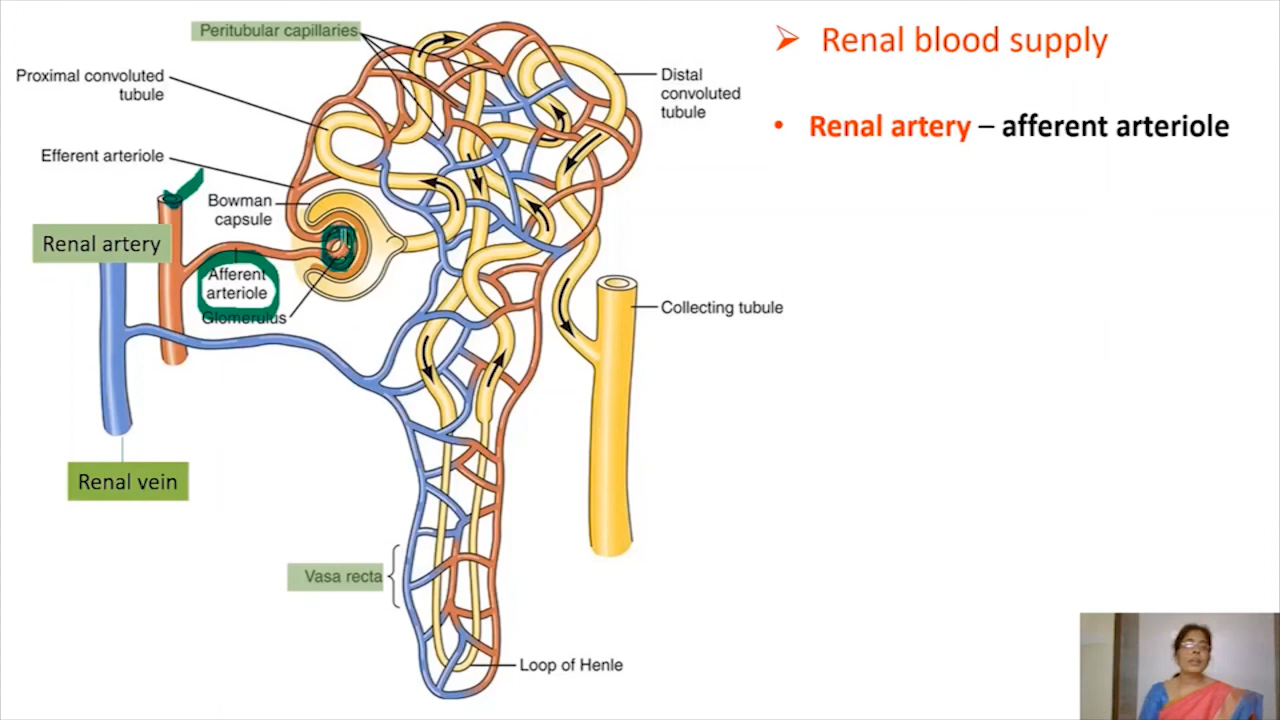 Peritubular capillaries
Proximal convoluted
tubule
Efferent arteriole
Bowman
capsule
Renal artery
Afferent
arteriole
Glomerulus
Renal vein
Vasa recta
Loop of Henle
Distal
convoluted
tubule
Collecting tubule
➢ Renal blood supply
• Renal artery – afferent arteriole